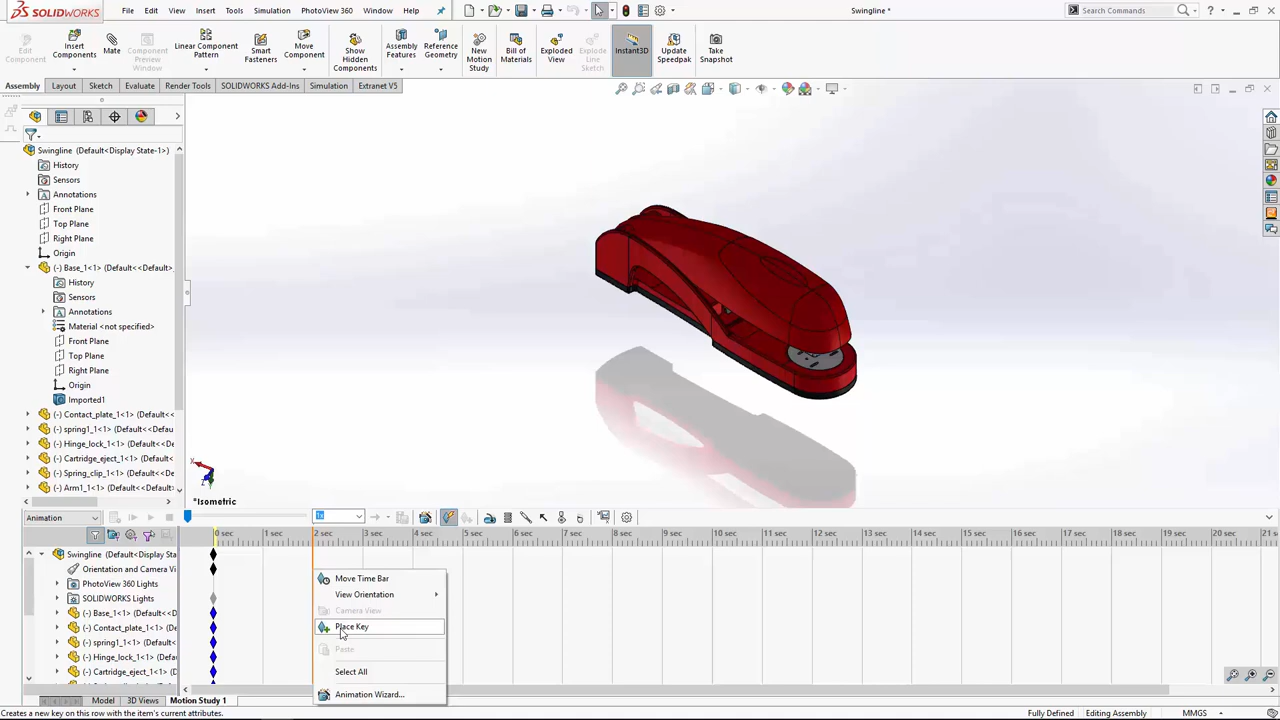 SOLIDWORKS File Edit View Insert Tools Simulation PhotoView 360 Window Help Swingline * Search Commands
Edit Component Insert Components Mate Component Preview Window Linear Component Pattern Smart Fasteners Move Component Show Hidden Components Assembly Features Reference Geometry New Motion Study Bill of Materials Exploded View Explode Line Sketch Instant3D Update Speedpak Take Snapshot
Assembly Layout Sketch Evaluate Render Tools SOLIDWORKS Add-Ins Simulation Extranet V5
Swingline (Default<Display State-1>)
History
Sensors
Annotations
Front Plane
Top Plane
Right Plane
Origin
(-) Base_1<1> (Default<<Default>
History
Sensors
Annotations
Material <not specified>
Front Plane
Top Plane
Right Plane
Origin
Imported1
(-) Contact_plate_1<1> (Default<
(-) spring1_1<1> (Default<<Defa
(-) Hinge_lock_1<1> (Default<<D
(-) Cartridge_eject_1<1> (Default
(-) Spring_clip_1<1> (Default<<D
(-) Arm1_1<1> (Default<<Default
X
Z
*Isometric
Animation 1x
0 sec 1 sec 2 sec 3 sec 4 sec 5 sec 6 sec 7 sec 8 sec 9 sec 10 sec 11 sec 12 sec 13 sec 14 sec 15 sec 16 sec 17 sec 18 sec 19 sec 20 sec 21 se
Swingline (Default<Display Sta
Orientation and Camera Vi
PhotoView 360 Lights
SOLIDWORKS Lights
(-) Base_1<1> (Default<<D
(-) Contact_plate_1<1> (De
(-) spring1_1<1> (Default<
(-) Hinge_lock_1<1> (Defau
(-) Cartridge_eject_1<1> (D
Move Time Bar
View Orientation
Camera View
Place Key
Paste
Select All
Animation Wizard...
Model 3D Views Motion Study 1
Creates a new key on this row with the item's current attributes. Fully Defined Editing Assembly MMGS